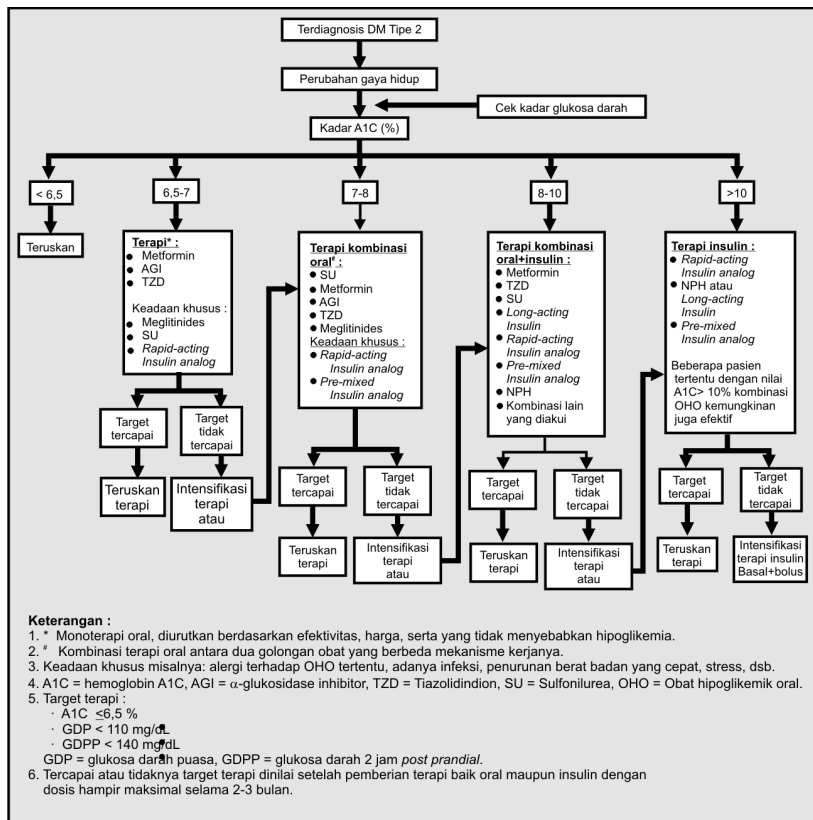 Terdiagnosis DM Tipe 2
Perubahan gaya hidup
Cek kadar glukosa darah
Kadar A1C (%)
< 6,5
6,5-7
7-8
8-10
>10
Teruskan
Terapi* :
● Metformin
● AGI
● TZD
Keadaan khusus :
● Meglitinides
● SU
● Rapid-acting
Insulin analog
Target
tercapai
Target
tidak
tercapai
Teruskan
terapi
Intensifikasi
terapi
atau
Terapi kombinasi
oral# :
● SU
● Metformin
● AGI
● TZD
● Meglitinides
Keadaan khusus :
● Rapid-acting
Insulin analog
● Pre-mixed
Insulin analog
Target
tercapai
Target
tidak
tercapai
Teruskan
terapi
Intensifikasi
terapi
atau
Terapi kombinasi
oral+insulin :
● Metformin
● TZD
● SU
● Long-acting
Insulin
● Rapid-acting
Insulin analog
● Pre-mixed
Insulin analog
● NPH
● Kombinasi lain
yang diakui
Target
tercapai
Target
tidak
tercapai
Teruskan
terapi
Intensifikasi
terapi
atau
Terapi insulin :
● Rapid-acting
Insulin analog
● NPH atau
Long-acting
Insulin
● Pre-mixed
Insulin analog
Beberapa pasien
tertentu dengan nilai
A1C> 10% kombinasi
OHO kemungkinan
juga efektif
Target
tercapai
Target
tidak
tercapai
Teruskan
terapi
Intensifikasi
terapi insulin
Basal+bolus
Keterangan :
1. * Monoterapi oral, diurutkan berdasarkan efektivitas, harga, serta yang tidak menyebabkan hipoglikemia.
2. # Kombinasi terapi oral antara dua golongan obat yang berbeda mekanisme kerjanya.
3. Keadaan khusus misalnya: alergi terhadap OHO tertentu, adanya infeksi, penurunan berat badan yang cepat, stress, dsb.
4. A1C = hemoglobin A1C, AGI = α-glukosidase inhibitor, TZD = Tiazolidindion, SU = Sulfonilurea, OHO = Obat hipoglikemik oral.
5. Target terapi :
· A1C ≤6,5 %
· GDP < 110 mg/dL
· GDPP < 140 mg/dL
GDP = glukosa darah puasa, GDPP = glukosa darah 2 jam post prandial.
6. Tercapai atau tidaknya target terapi dinilai setelah pemberian terapi baik oral maupun insulin dengan
dosis hampir maksimal selama 2-3 bulan.